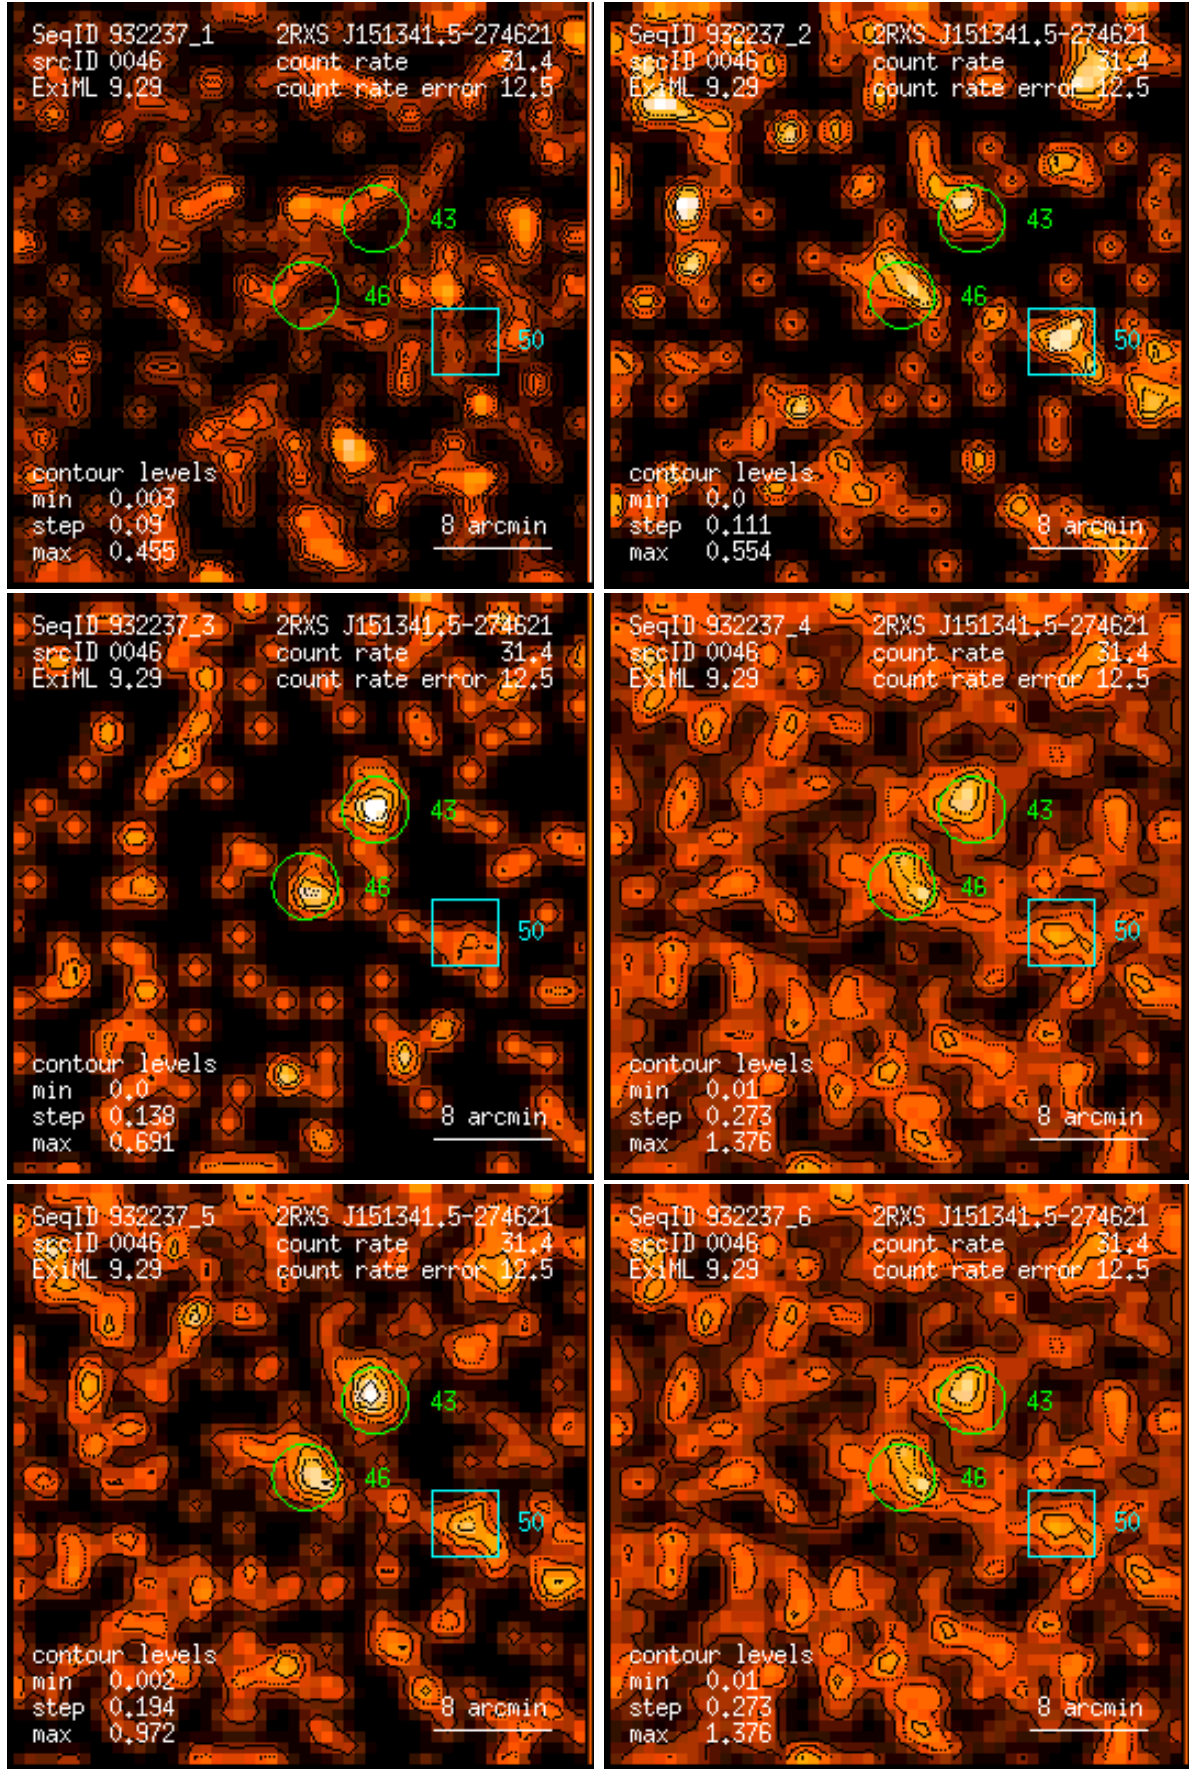 SeqID 932237_1 2RXS J151341.5-274621
srcID 0046 count rate 31.4
ExiML 9.29 count rate error 12.5
43
46
50
contour levels
min 0.003
step 0.09 8 arcmin
max 0.455
SeqID 932237_2 2RXS J151341.5-274621
srcID 0046 count rate 31.4
ExiML 9.29 count rate error 12.5
43
46
50
contour levels
min 0.0
step 0.111 8 arcmin
max 0.554
SeqID 932237_3 2RXS J151341.5-274621
srcID 0046 count rate 31.4
ExiML 9.29 count rate error 12.5
43
46
50
contour levels
min 0.0
step 0.138 8 arcmin
max 0.691
SeqID 932237_4 2RXS J151341.5-274621
srcID 0046 count rate 31.4
ExiML 9.29 count rate error 12.5
43
46
50
contour levels
min 0.01
step 0.273 8 arcmin
max 1.376
SeqID 932237_5 2RXS J151341.5-274621
srcID 0046 count rate 31.4
ExiML 9.29 count rate error 12.5
43
46
50
contour levels
min 0.002
step 0.194 8 arcmin
max 0.972
SeqID 932237_6 2RXS J151341.5-274621
srcID 0046 count rate 31.4
ExiML 9.29 count rate error 12.5
43
46
50
contour levels
min 0.01
step 0.273 8 arcmin
max 1.376